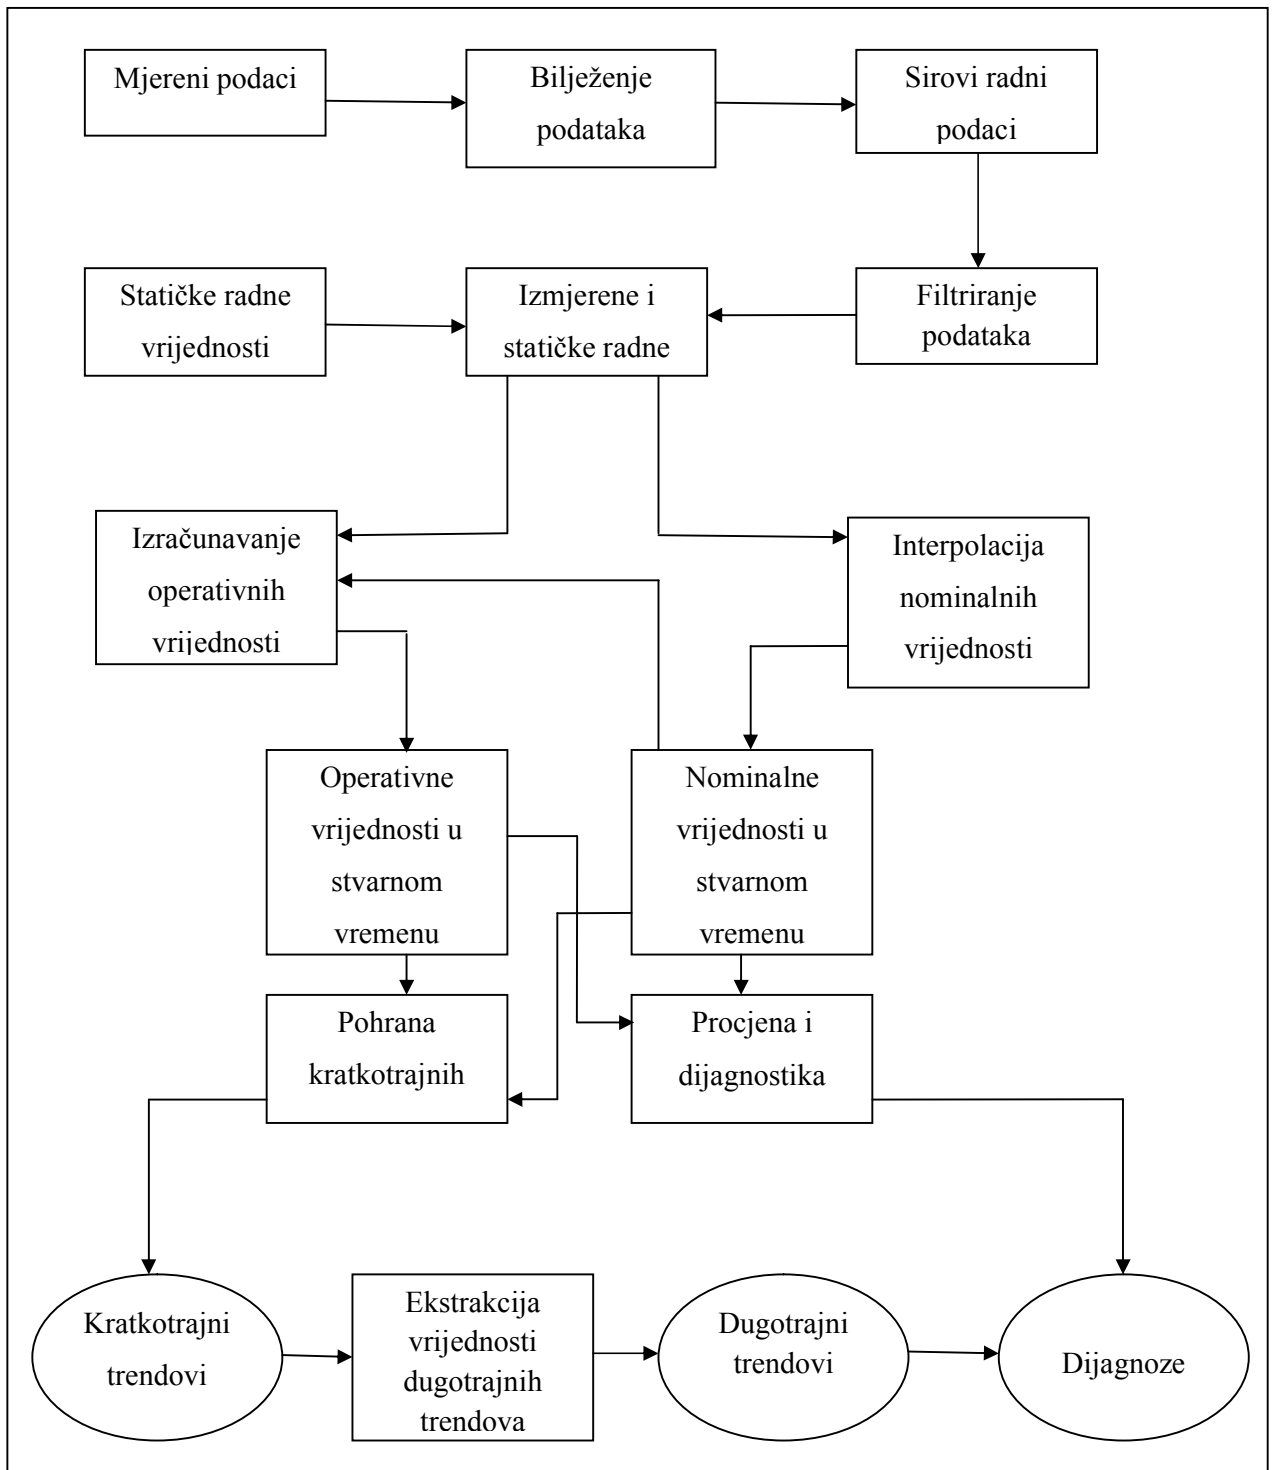 Mjereni podaci
Bilježenje
podataka
Sirovi radni
podaci
Statičke radne
vrijednosti
Izmjerene i
statičke radne
Filtriranje
podataka
Izračunavanje
operativnih
vrijednosti
Interpolacija
nominalnih
vrijednosti
Operativne
vrijednosti u
stvarnom
vremenu
Nominalne
vrijednosti u
stvarnom
vremenu
Pohrana
kratkotrajnih
Procjena i
dijagnostika
Kratkotrajni
trendovi
Ekstrakcija
vrijednosti
dugotrajnih
trendova
Dugotrajni
trendovi
Dijagnoze